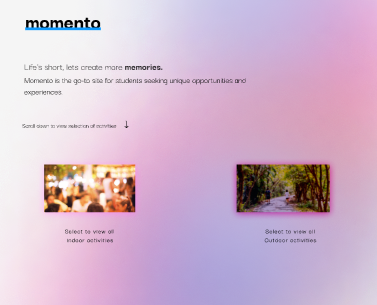 momento
Life's short, lets create more memories.
Memento is the go-to site for students seeking unique opportunities and
experiences
Scroll down to view selection of activities ↓
Select to view all
Indoor activities
Select to view all
Outdoor activities